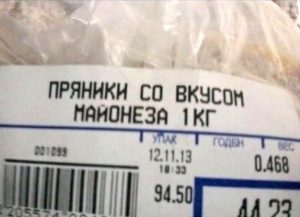 ПРЯНИКИ СО ВКУСОМ
МАЙОНЕЗА 1КГ
УПАК ГОДЕН ВЕС
001099 12.11.13 0.468
18:33
94.50 44.23